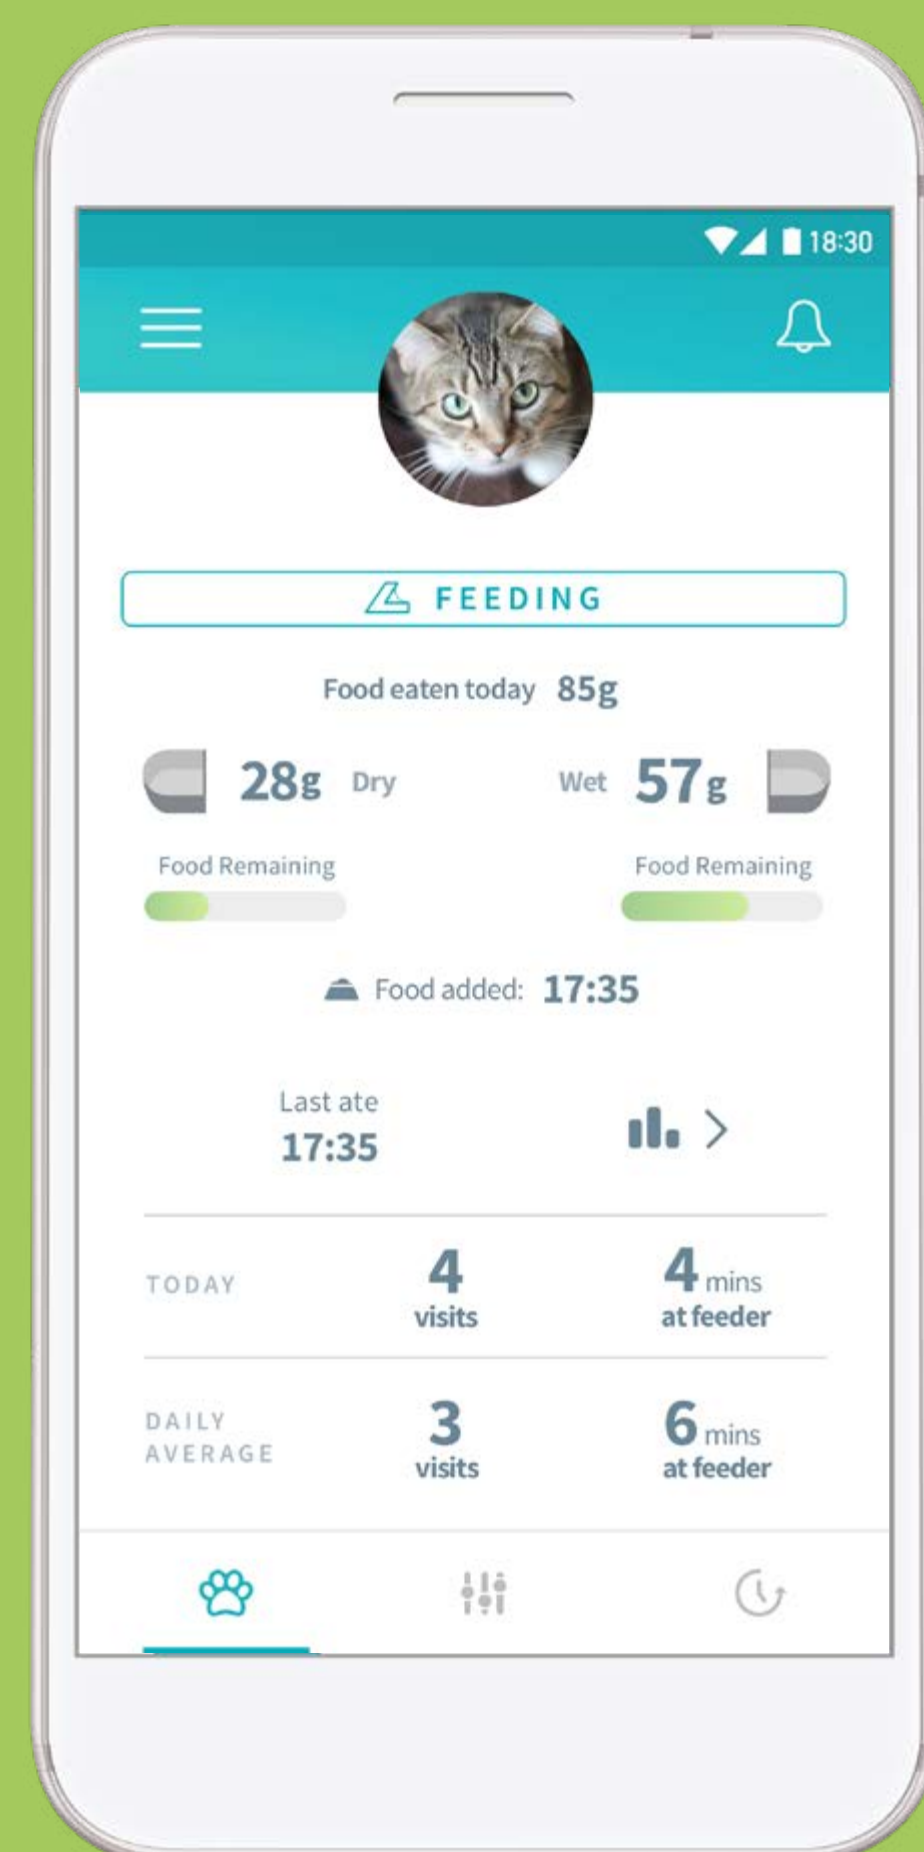 18:30
FEEDING
Food eaten today 85g
28g Dry Wet 57g
Food Remaining Food Remaining
Food added: 17:35
Last ate
17:35
TODAY 4 visits 4 mins at feeder
DAILY AVERAGE 3 visits 6 mins at feeder